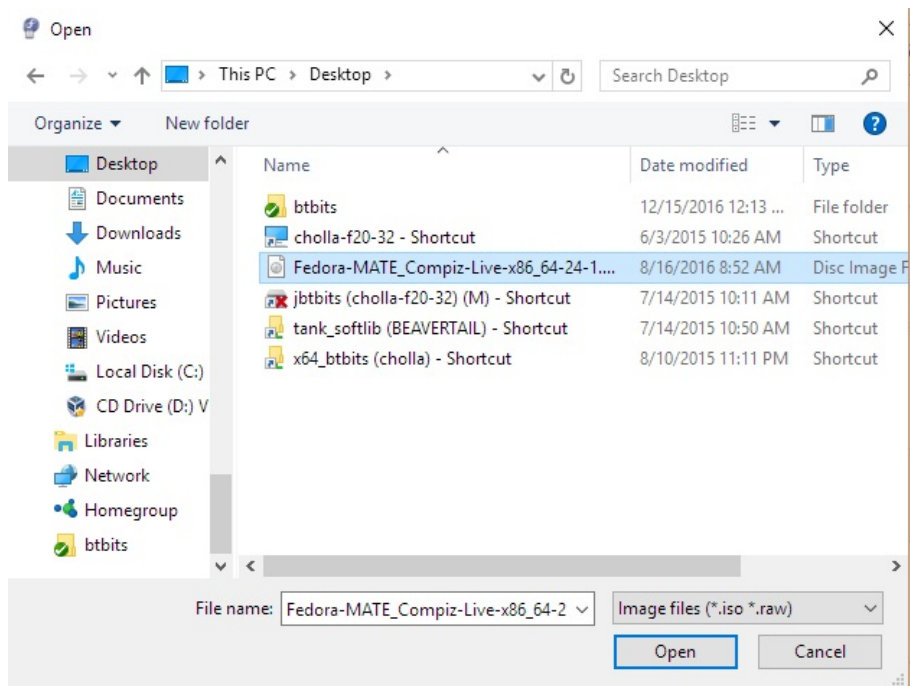 Open
This PC > Desktop >
Search Desktop
Organize
New folder
Name
Date modified
Type
btbits
12/15/2016 12:13 ...
File folder
cholla-f20-32 - Shortcut
6/3/2015 10:26 AM
Shortcut
Fedora-MATE_Compiz-Live-x86_64-24-1....
8/16/2016 8:52 AM
Disc Image F
jbtbits (cholla-f20-32) (M) - Shortcut
7/14/2015 10:11 AM
Shortcut
tank_softlib (BEAVERTAIL) - Shortcut
7/14/2015 10:50 AM
Shortcut
x64_btbits (cholla) - Shortcut
8/10/2015 11:11 PM
Shortcut
Desktop
Documents
Downloads
Music
Pictures
Videos
Local Disk (C:)
CD Drive (D:) V
Libraries
Network
Homegroup
btbits
File name:
Fedora-MATE_Compiz-Live-x86_64-2
Image files (*.iso *.raw)
Open
Cancel